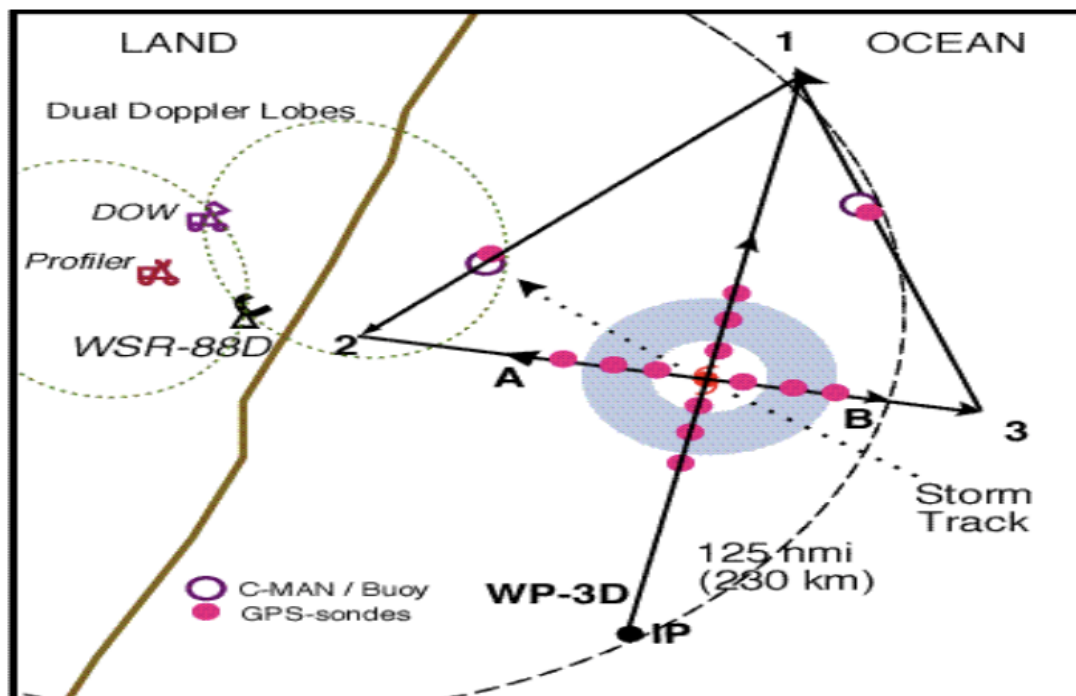 LAND
1
OCEAN
Dual Doppler Lobes
DOW
Profiler
WSR-88D
2
A
B
3
Storm
Track
125 nmi
(230 km)
C-MAN / Buoy
GPS-sondes
WP-3D
IP